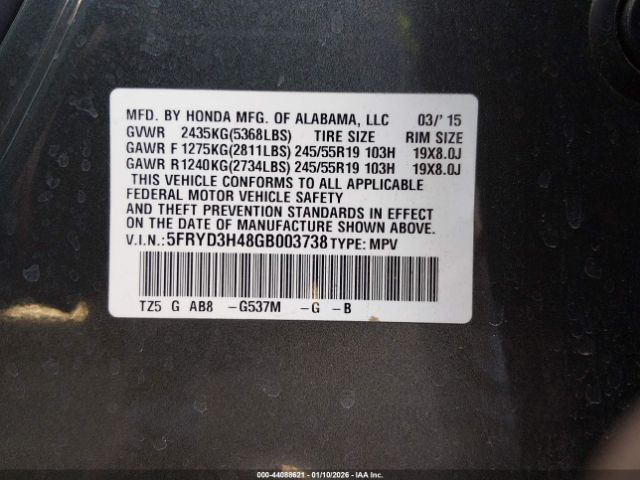 MFD. BY HONDA MFG. OF ALABAMA, LLC 03/' 15
GVWR 2435KG(5368LBS) TIRE SIZE RIM SIZE
GAWR F 1275KG(2811LBS) 245/55R19 103H 19X8.0J
GAWR R 1240KG(2734LBS) 245/55R19 103H 19X8.0J
THIS VEHICLE CONFORMS TO ALL APPLICABLE
FEDERAL MOTOR VEHICLE SAFETY
AND THEFT PREVENTION STANDARDS IN EFFECT
ON THE DATE OF MANUFACTURE SHOWN ABOVE.
V.I.N.:5FRYD3H48GB003738 TYPE: MPV
TZ5 G AB8 -G537M -G -B
000-44088621 - 01/10/2026 - IAA Inc.